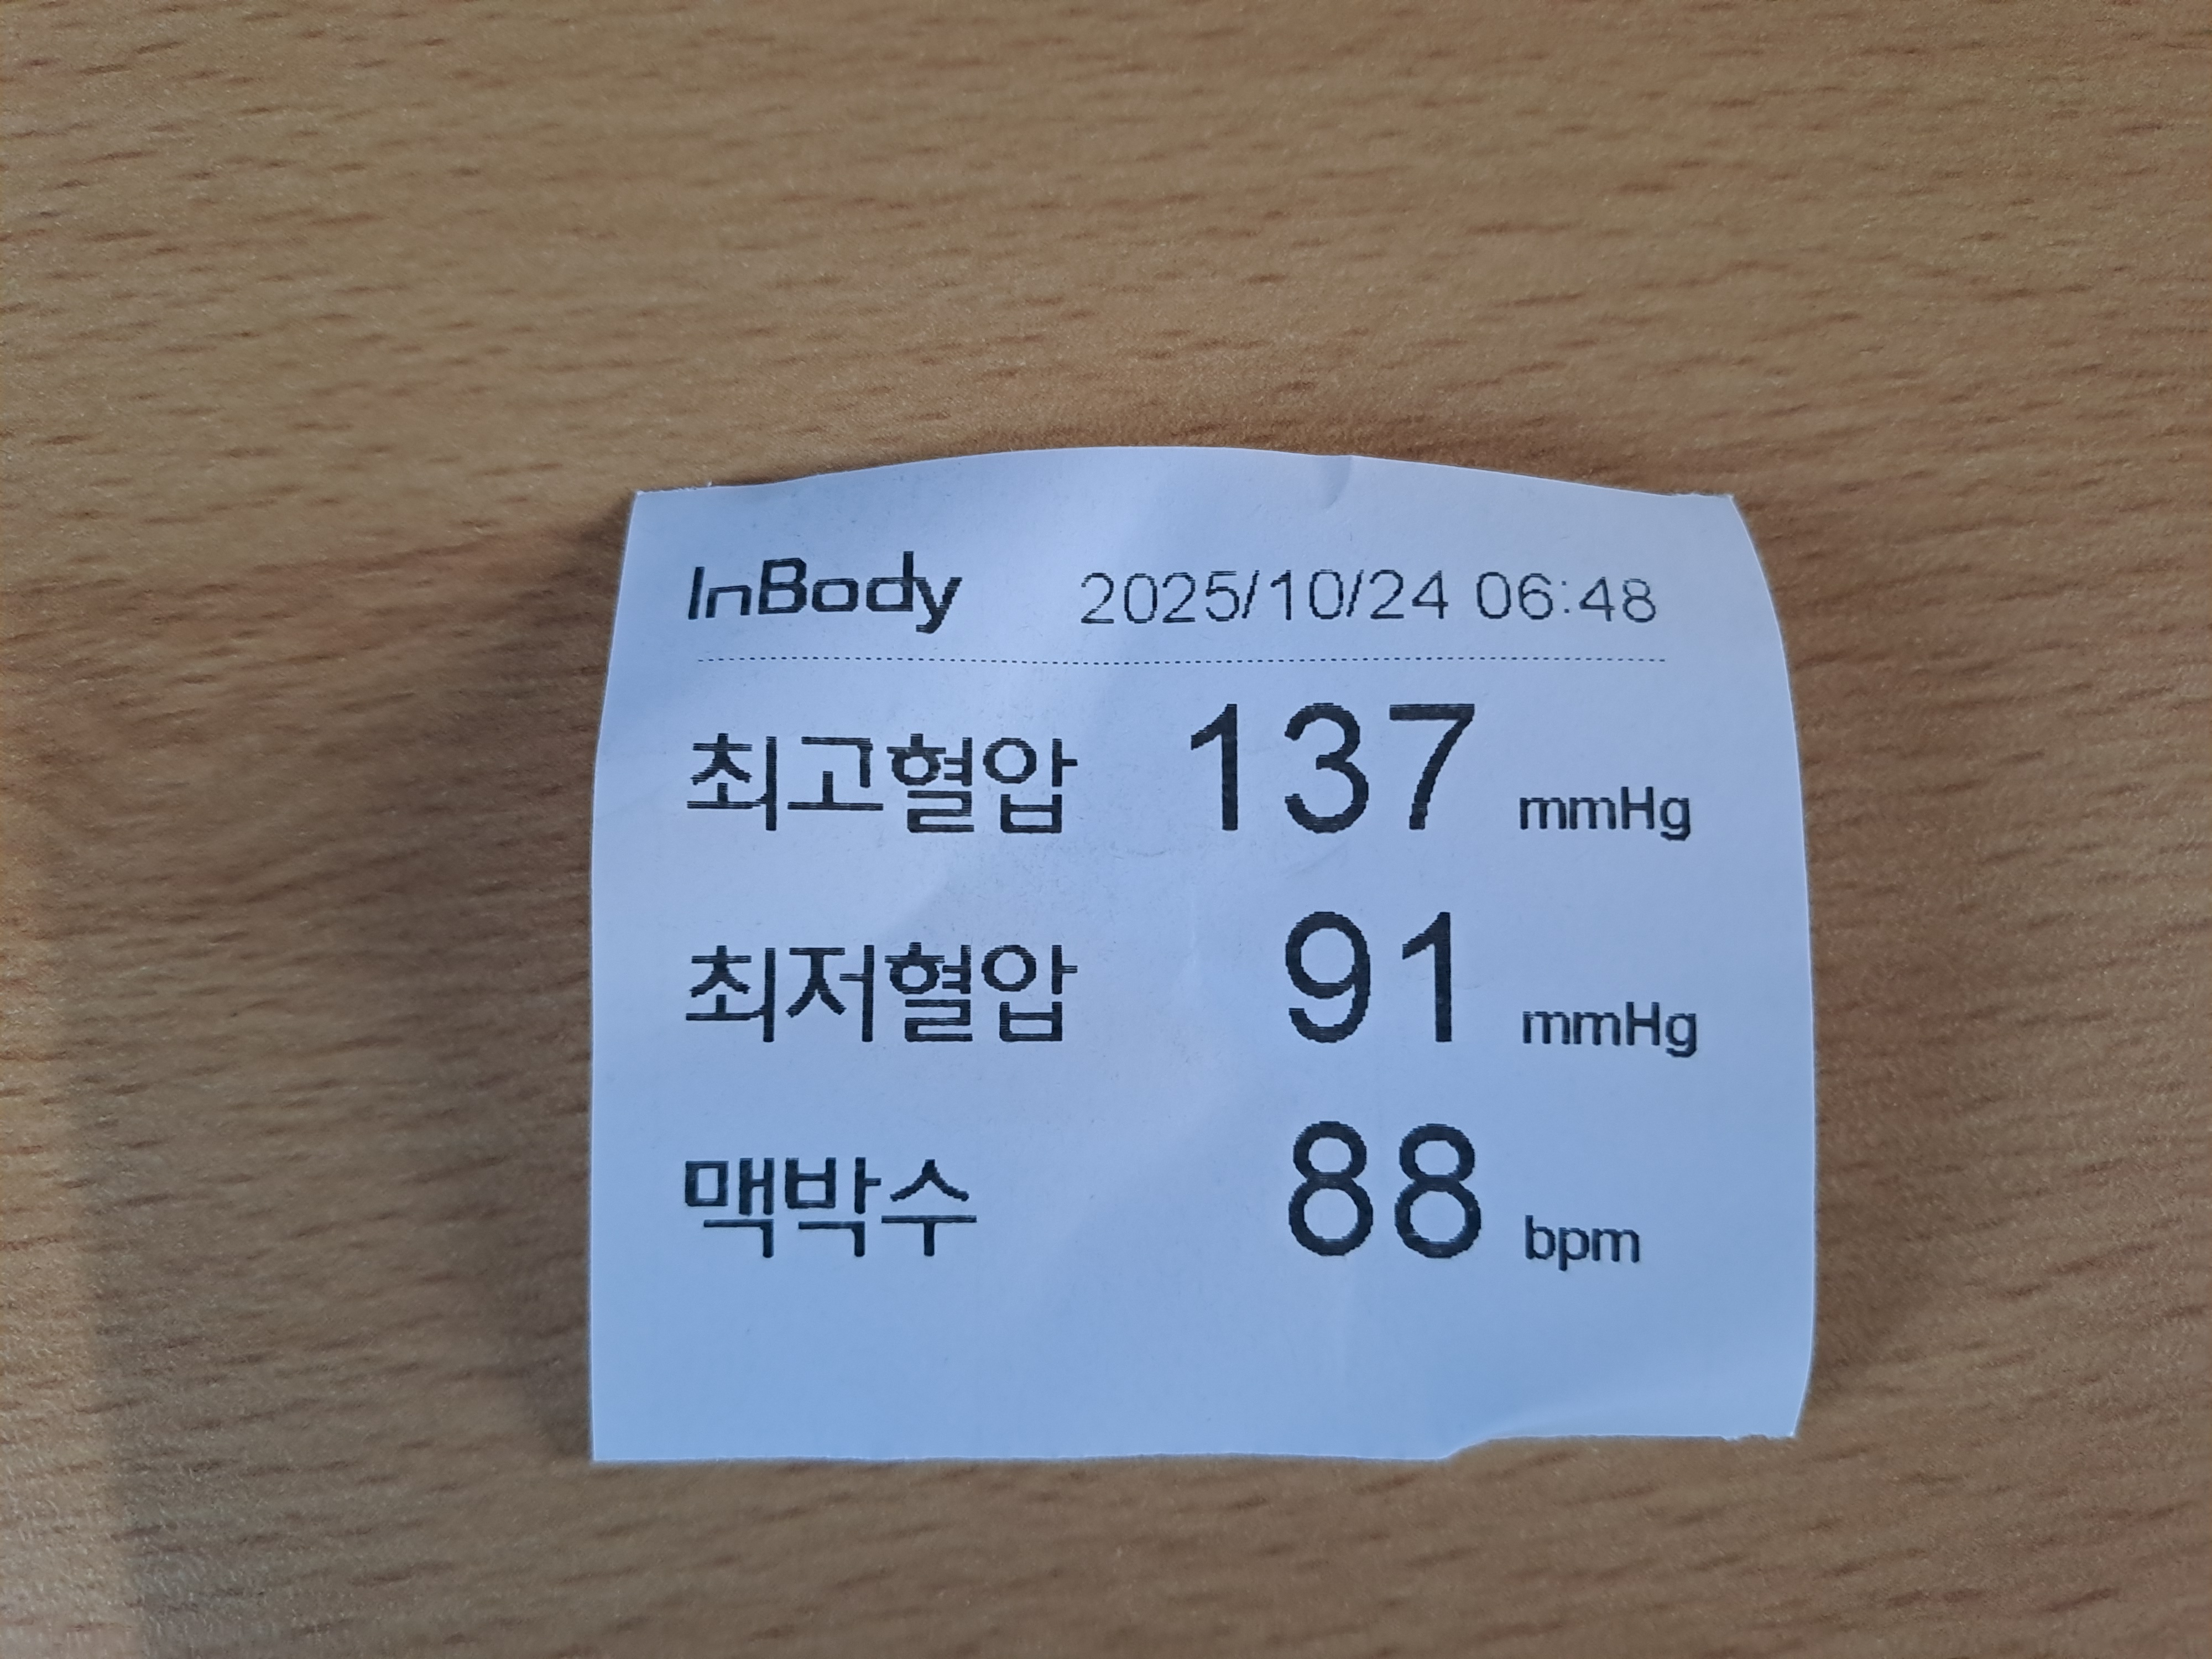 InBody 2025/10/24 06:48
최고혈압 137 mmHg
최저혈압 91 mmHg
맥박수 88 bpm